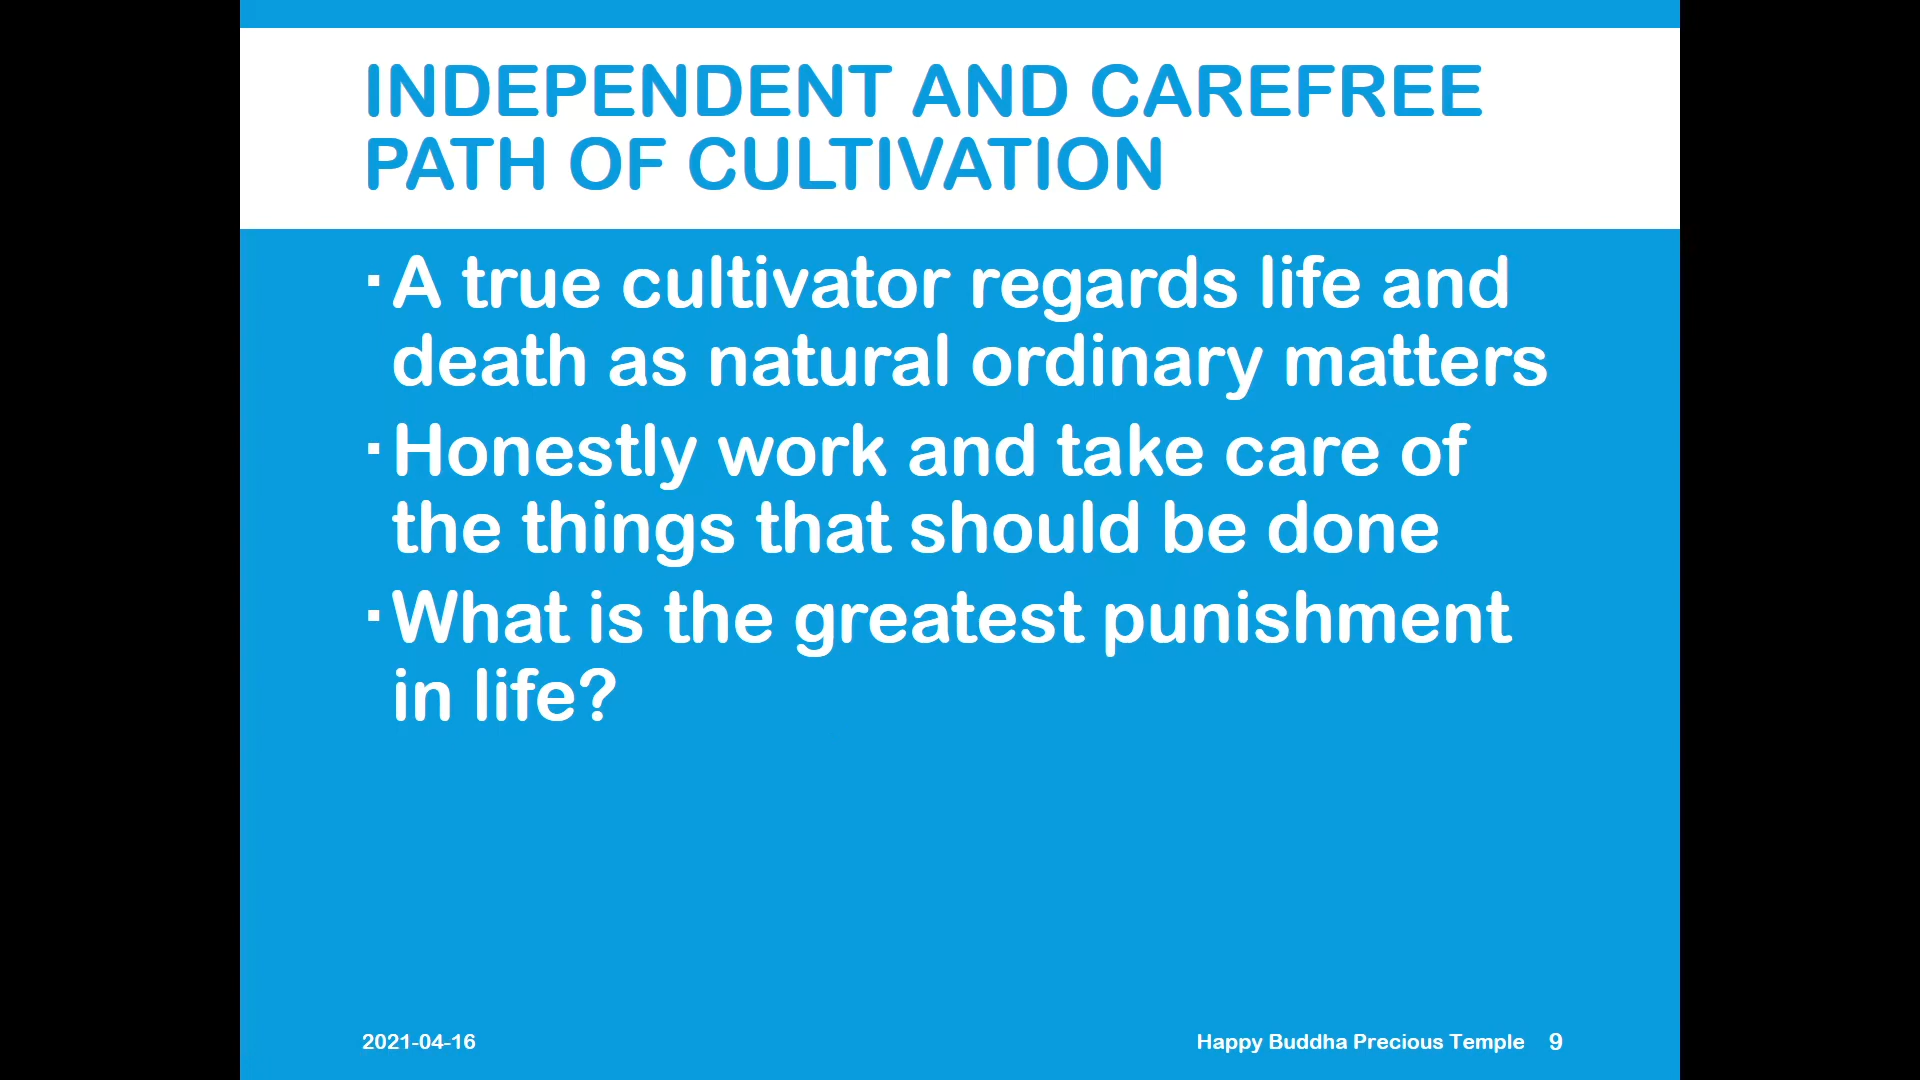 INDEPENDENT AND CAREFREE
PATH OF CULTIVATION
▪ A true cultivator regards life and
death as natural ordinary matters
▪ Honestly work and take care of
the things that should be done
▪ What is the greatest punishment
in life?
2021-04-16
Happy Buddha Precious Temple 9